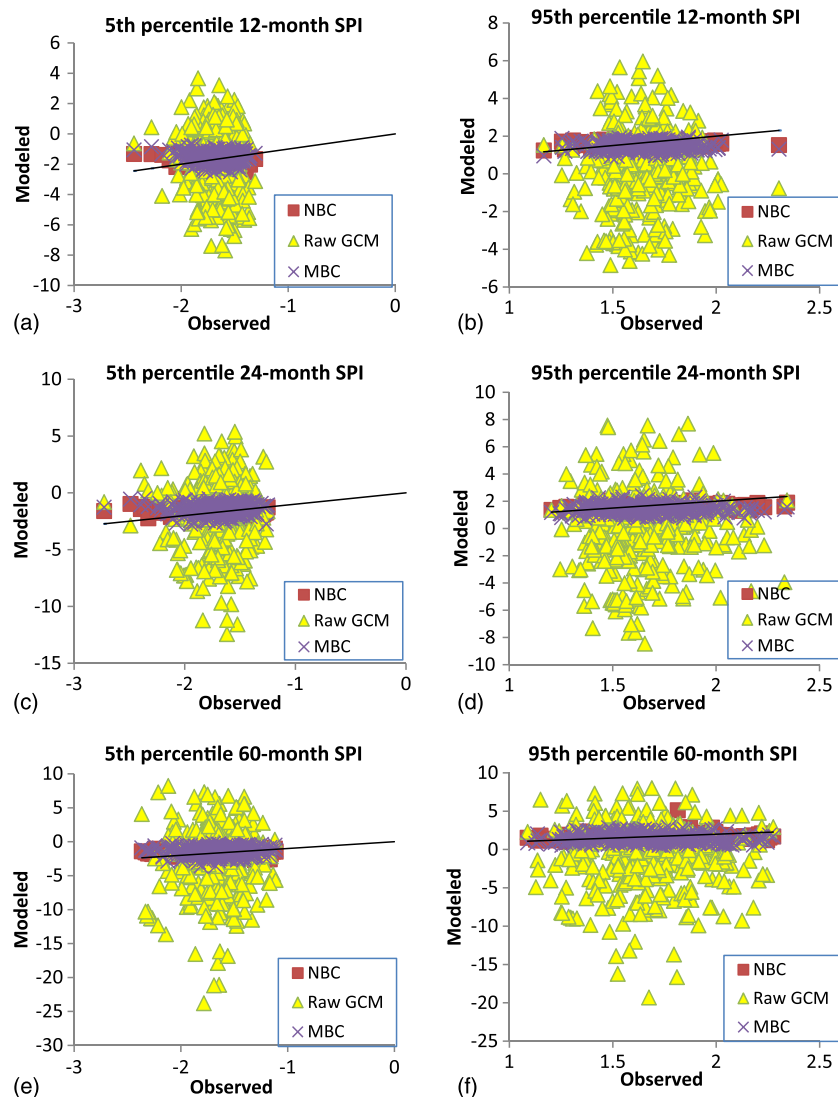 5th percentile 12-month SPI
6
4
2
0
-2
-4
-6
-8
-10
Modeled
-3
-2
-1
0
Observed
NBC
Raw GCM
MBC
(a)
95th percentile 12-month SPI
8
6
4
2
0
-2
-4
-6
Modeled
1
1.5
2
2.5
Observed
NBC
Raw GCM
MBC
(b)
5th percentile 24-month SPI
10
5
0
-5
-10
-15
Modeled
-3
-2
-1
0
Observed
NBC
Raw GCM
MBC
(c)
95th percentile 24-month SPI
10
8
6
4
2
0
-2
-4
-6
-8
-10
Modeled
1
1.5
2
2.5
Observed
NBC
Raw GCM
MBC
(d)
5th percentile 60-month SPI
10
5
0
-5
-10
-15
-20
-25
-30
Modeled
-3
-2
-1
0
Observed
NBC
Raw GCM
MBC
(e)
95th percentile 60-month SPI
10
5
0
-5
-10
-15
-20
-25
Modeled
1
1.5
2
2.5
Observed
NBC
Raw GCM
MBC
(f)